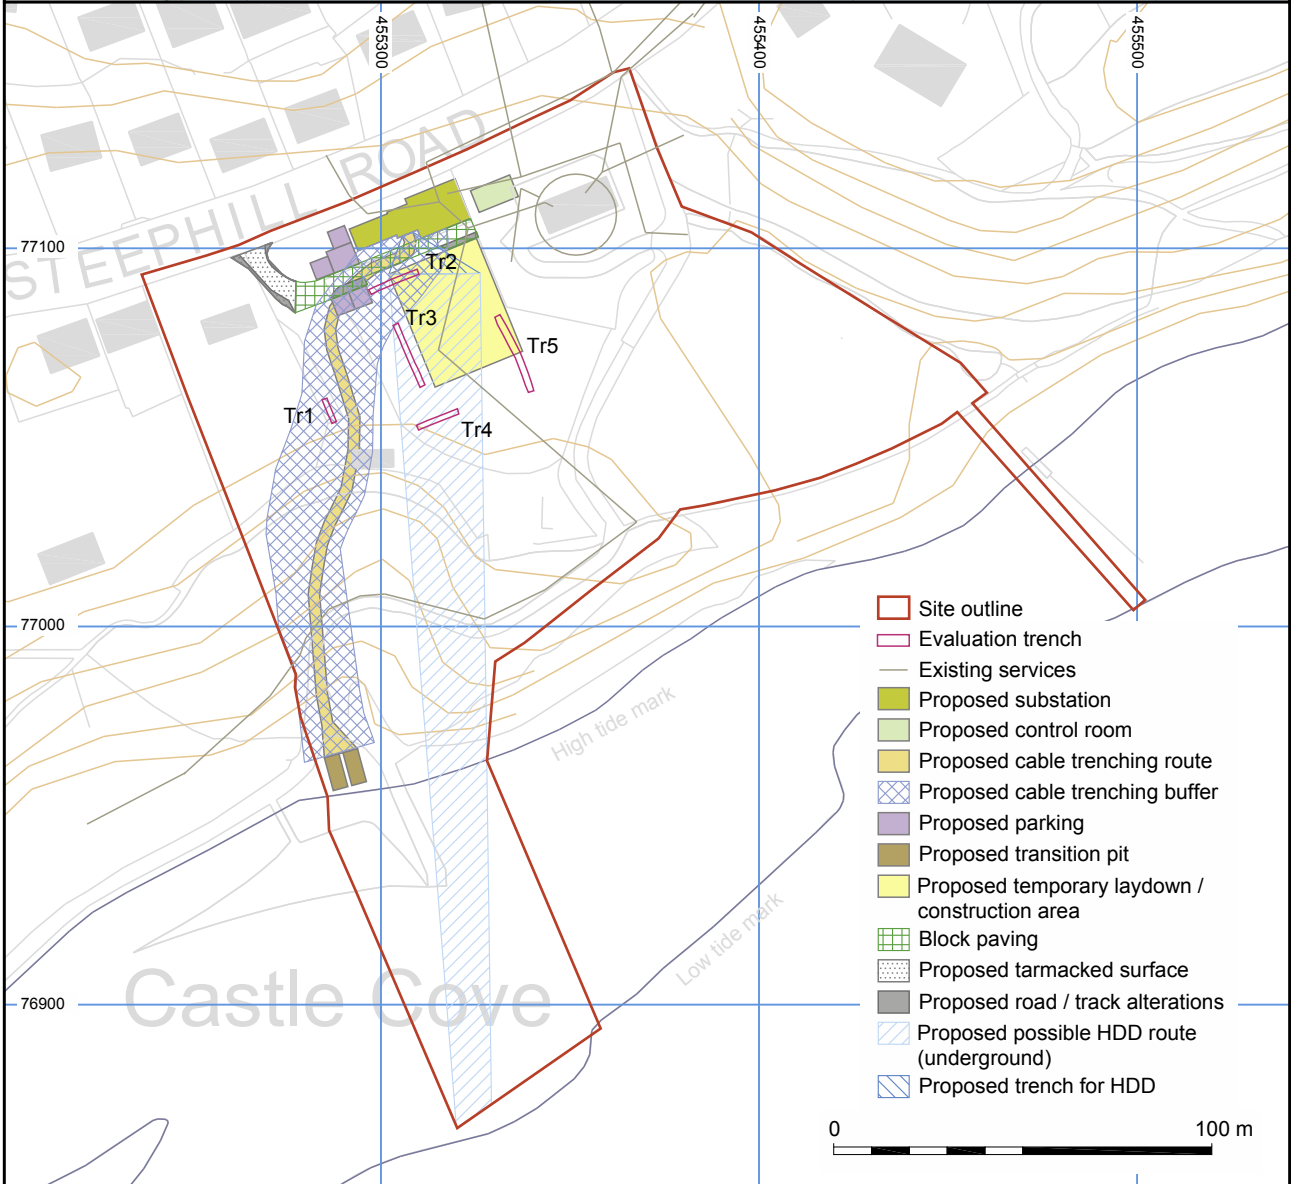 455300
455400
455500
STEEPHILL ROAD
77100
Tr2
Tr3
Tr5
Tr1
Tr4
77000
High tide mark
Low tide mark
76900
Castle Cove
Site outline
Evaluation trench
Existing services
Proposed substation
Proposed control room
Proposed cable trenching route
Proposed cable trenching buffer
Proposed parking
Proposed transition pit
Proposed temporary laydown /
construction area
Block paving
Proposed tarmacked surface
Proposed road / track alterations
Proposed possible HDD route
(underground)
Proposed trench for HDD
0
100 m